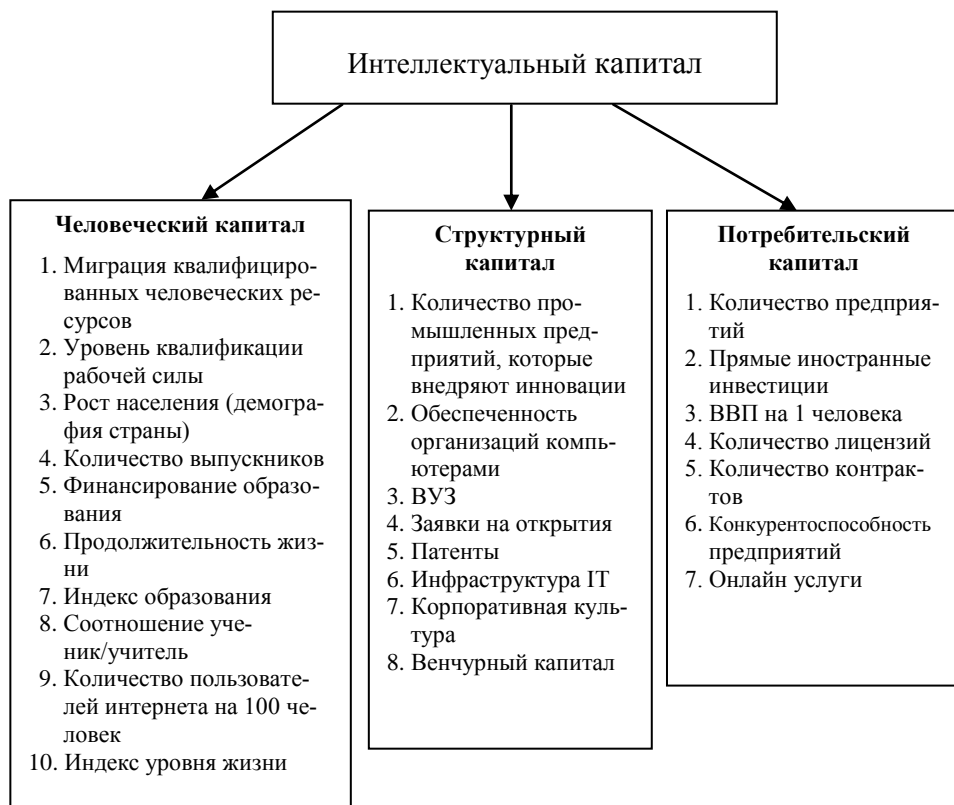 Интеллектуальный капитал
Человеческий капитал
1. Миграция квалифициро-
ванных человеческих ре-
сурсов
2. Уровень квалификации
рабочей силы
3. Рост населения (демогра-
фия страны)
4. Количество выпускников
5. Финансирование образо-
вания
6. Продолжительность жиз-
ни
7. Индекс образования
8. Соотношение уче-
ник/учитель
9. Количество пользовате-
лей интернета на 100 че-
ловек
10. Индекс уровня жизни
Структурный
капитал
1. Количество про-
мышленных пред-
приятий, которые
внедряют инновации
2. Обеспеченность
организаций компь-
ютерами
3. ВУЗ
4. Заявки на открытия
5. Патенты
6. Инфраструктура IT
7. Корпоративная куль-
тура
8. Венчурный капитал
Потребительский
капитал
1. Количество предприя-
тий
2. Прямые иностранные
инвестиции
3. ВВП на 1 человека
4. Количество лицензий
5. Количество контрак-
тов
6. Конкурентоспособность
предприятий
7. Онлайн услуги